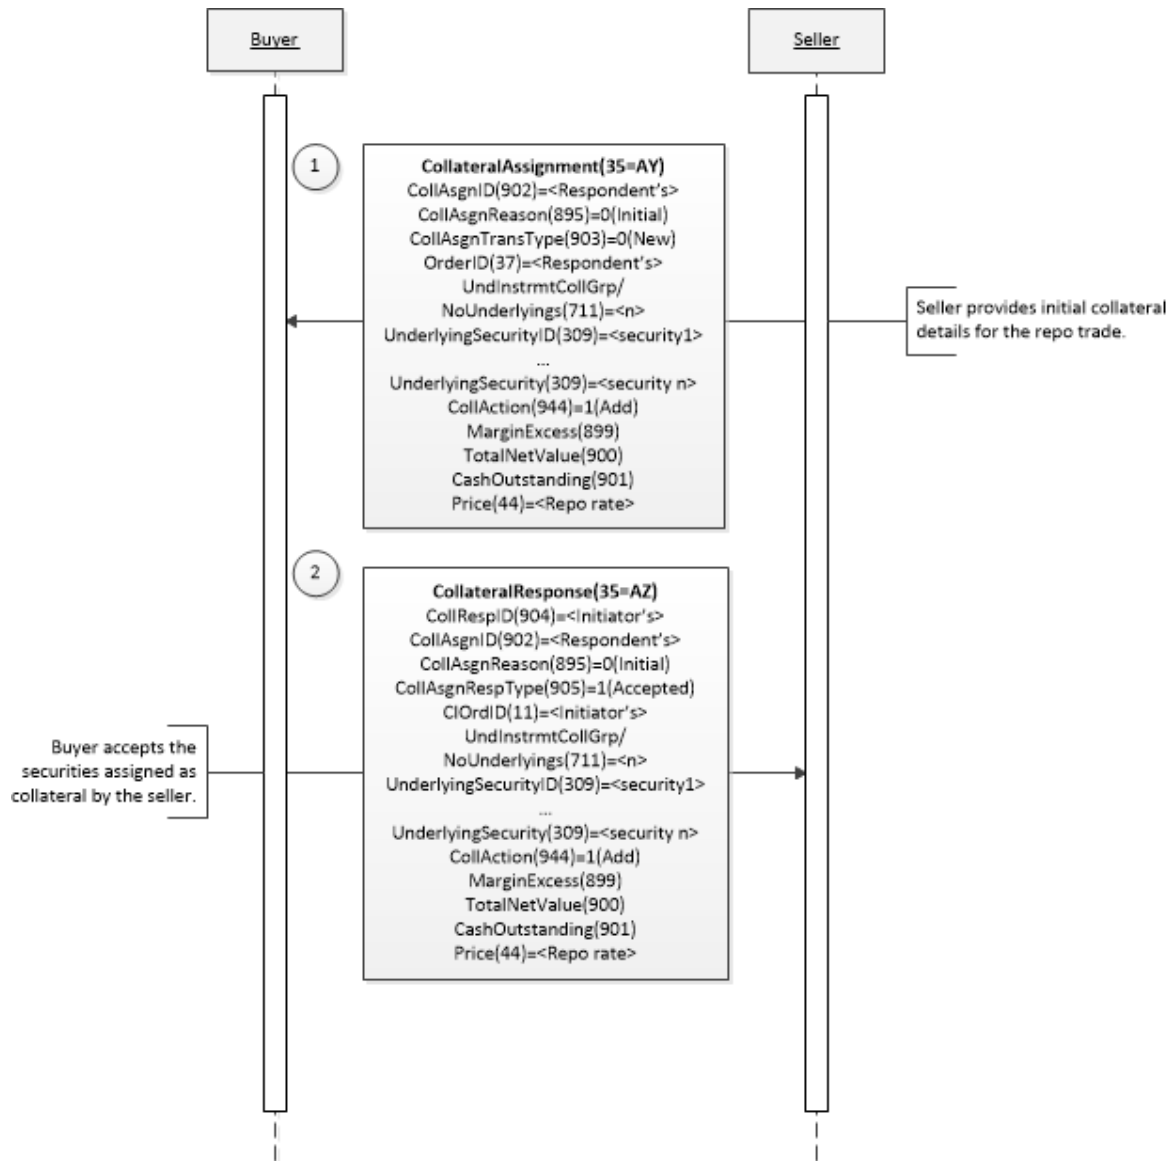 Buyer
Seller
1
CollateralAssignment(35=AY)
CollAsgnID(902)=<Respondent's>
CollAsgnReason(895)=0(Initial)
CollAsgnTransType(903)=0(New)
OrderID(37)=<Respondent's>
UndInstrmtCollGrp/
NoUnderlyings(711)=<n>
UnderlyingSecurityID(309)=<security1>
...
UnderlyingSecurity(309)=<security n>
CollAction(944)=1(Add)
MarginExcess(899)
TotalNetValue(900)
CashOutstanding(901)
Price(44)=<Repo rate>
Seller provides initial collateral
details for the repo trade.
2
CollateralResponse(35=AZ)
CollRespID(904)=<Initiator's>
CollAsgnID(902)=<Respondent's>
CollAsgnReason(895)=0(Initial)
CollAsgnRespType(905)=1(Accepted)
ClOrdID(11)=<Initiator's>
UndInstrmtCollGrp/
NoUnderlyings(711)=<n>
UnderlyingSecurityID(309)=<security1>
...
UnderlyingSecurity(309)=<security n>
CollAction(944)=1(Add)
MarginExcess(899)
TotalNetValue(900)
CashOutstanding(901)
Price(44)=<Repo rate>
Buyer accepts the
securities assigned as
collateral by the seller.